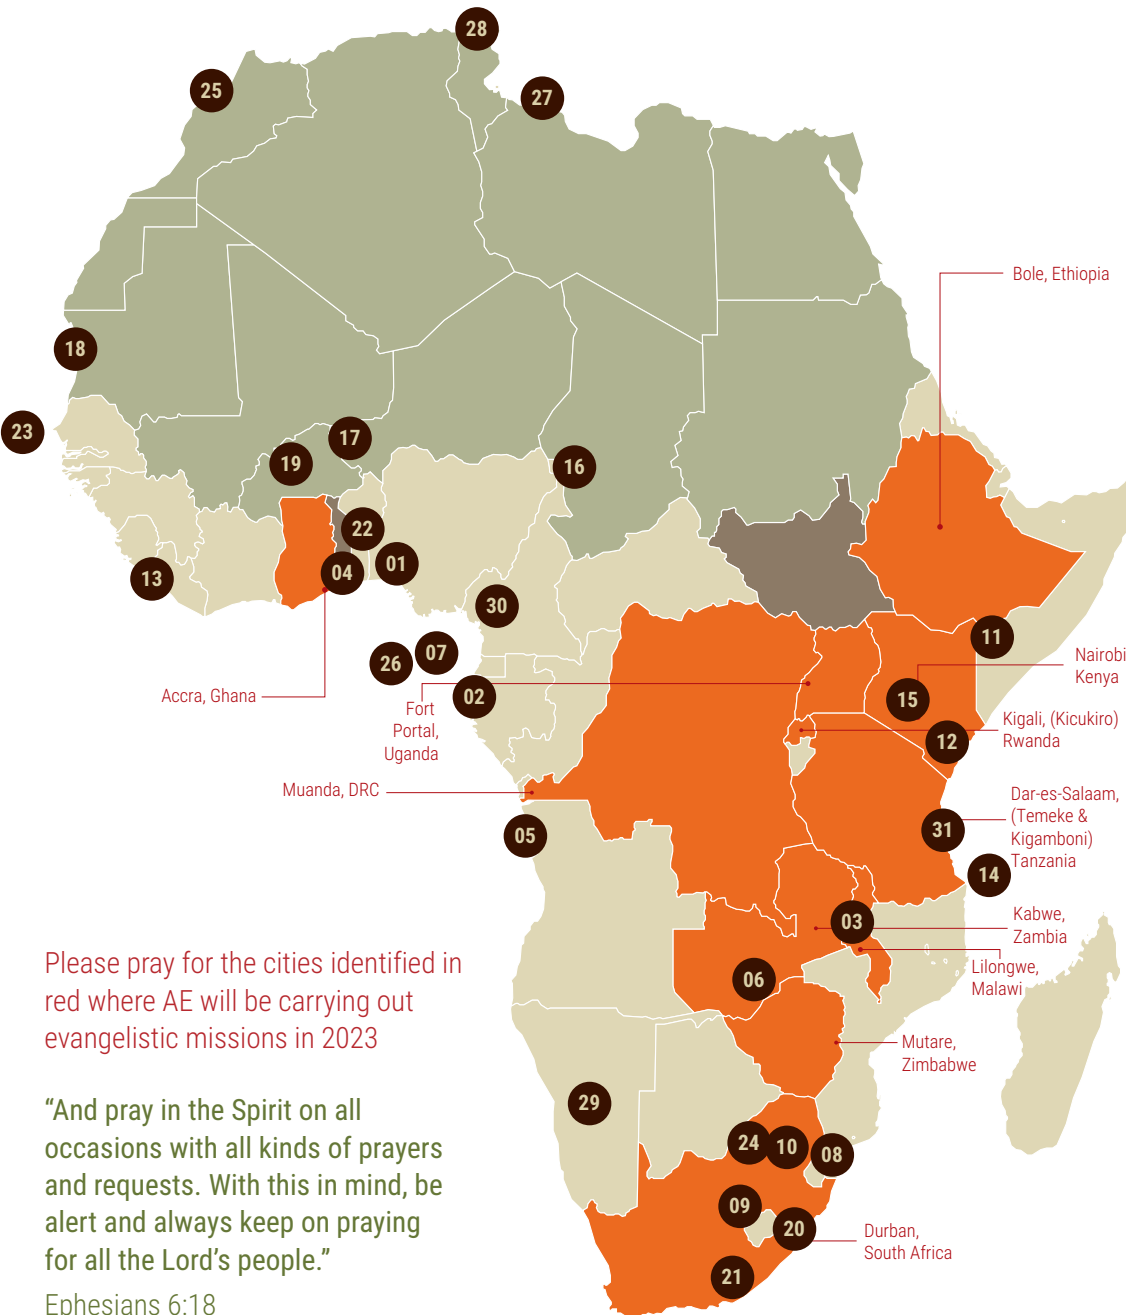 28
25
27
Bole, Ethiopia
18
23
17
19
16
22
01
04
13
30
11
07
26
Nairobi
Kenya
02
15
Accra, Ghana
Fort
Portal,
Uganda
Kigali, (Kicukiro)
Rwanda
12
Muanda, DRC
Dar-es-Salaam,
(Temeke &
Kigamboni)
Tanzania
05
31
14
03
Kabwe,
Zambia
Lilongwe,
Malawi
06
Please pray for the cities identified in
red where AE will be carrying out
evangelistic missions in 2023
Mutare,
Zimbabwe
29
“And pray in the Spirit on all
occasions with all kinds of prayers
and requests. With this in mind, be
alert and always keep on praying
for all the Lord’s people.”
Ephesians 6:18
24
10
08
09
20
Durban,
South Africa
21